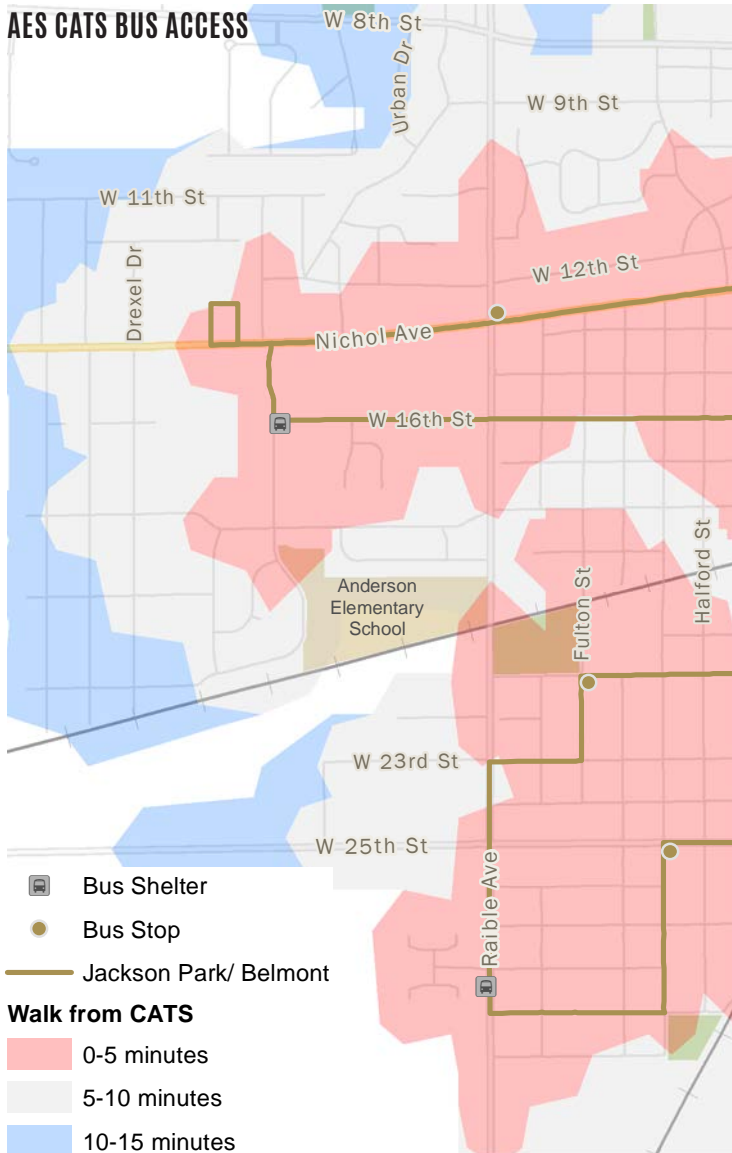 AES CATS BUS ACCESS
W 8th St
Urban Dr
W 9th St
W 11th St
Drexel Dr
W 12th St
Nichol Ave
W 16th St
Halford St
Anderson
Elementary
School
Fulton St
W 23rd St
W 25th St
Raible Ave
Bus Shelter
Bus Stop
Jackson Park/ Belmont
Walk from CATS
0-5 minutes
5-10 minutes
10-15 minutes